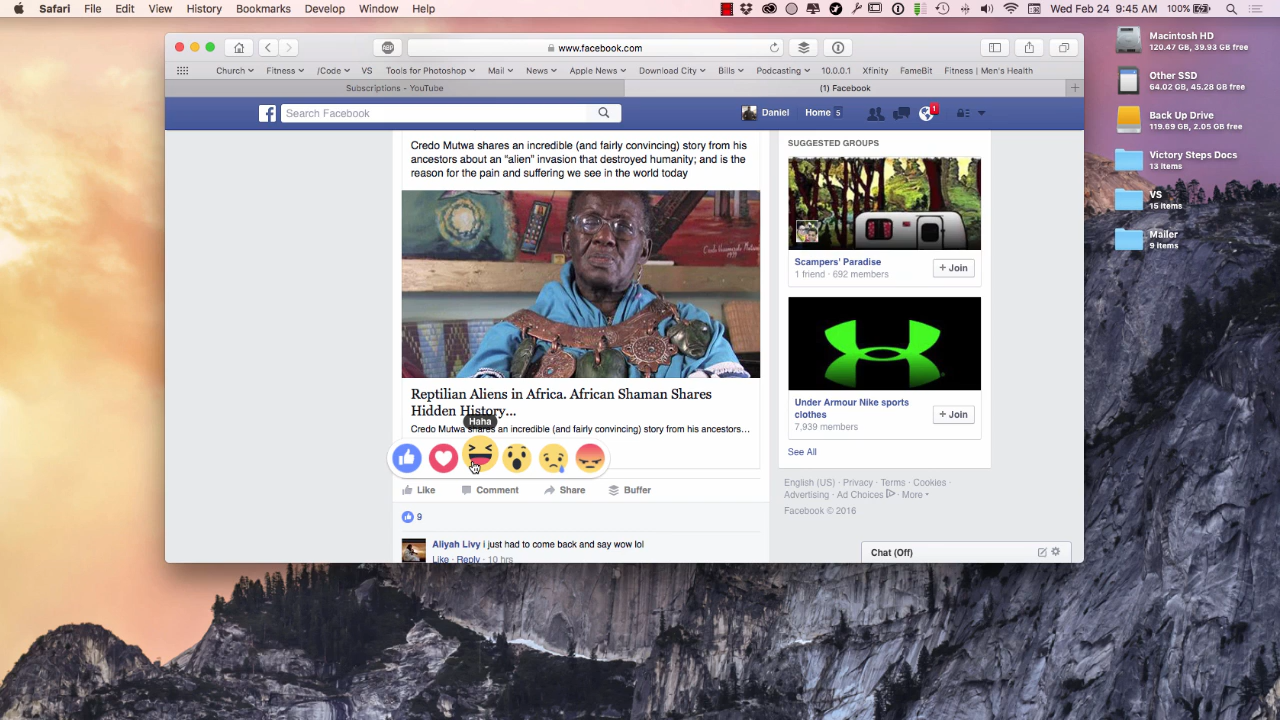 Safari File Edit View History Bookmarks Develop Window Help
Wed Feb 24 9:45 AM 100%
www.facebook.com
Church Fitness /Code VS Tools for Photoshop Mail News Apple News Download City Bills Podcasting 10.0.0.1 Xfinity FameBit Fitness | Men's Health
Subscriptions - YouTube
(1) Facebook
Search Facebook
Daniel Home 5
1
Credo Mutwa shares an incredible (and fairly convincing) story from his
ancestors about an "alien" invasion that destroyed humanity; and is the
reason for the pain and suffering we see in the world today
Reptilian Aliens in Africa. African Shaman Shares
Hidden History...
Haha
Credo Mutwa shares an incredible (and fairly convincing) story from his ancestors...
Like Comment Share Buffer
9
Aliyah Livy i just had to come back and say wow lol
Like · Reply · 10 hrs
SUGGESTED GROUPS
Scampers' Paradise
1 friend · 692 members
+ Join
Under Armour Nike sports
clothes
7,939 members
+ Join
See All
English (US) · Privacy · Terms · Cookies ·
Advertising · Ad Choices · More
Facebook © 2016
Chat (Off)
Macintosh HD
120.47 GB, 39.93 GB free
Other SSD
64.02 GB, 45.28 GB free
Back Up Drive
119.69 GB, 2.05 GB free
Victory Steps Docs
13 items
VS
15 items
Mailer
9 items